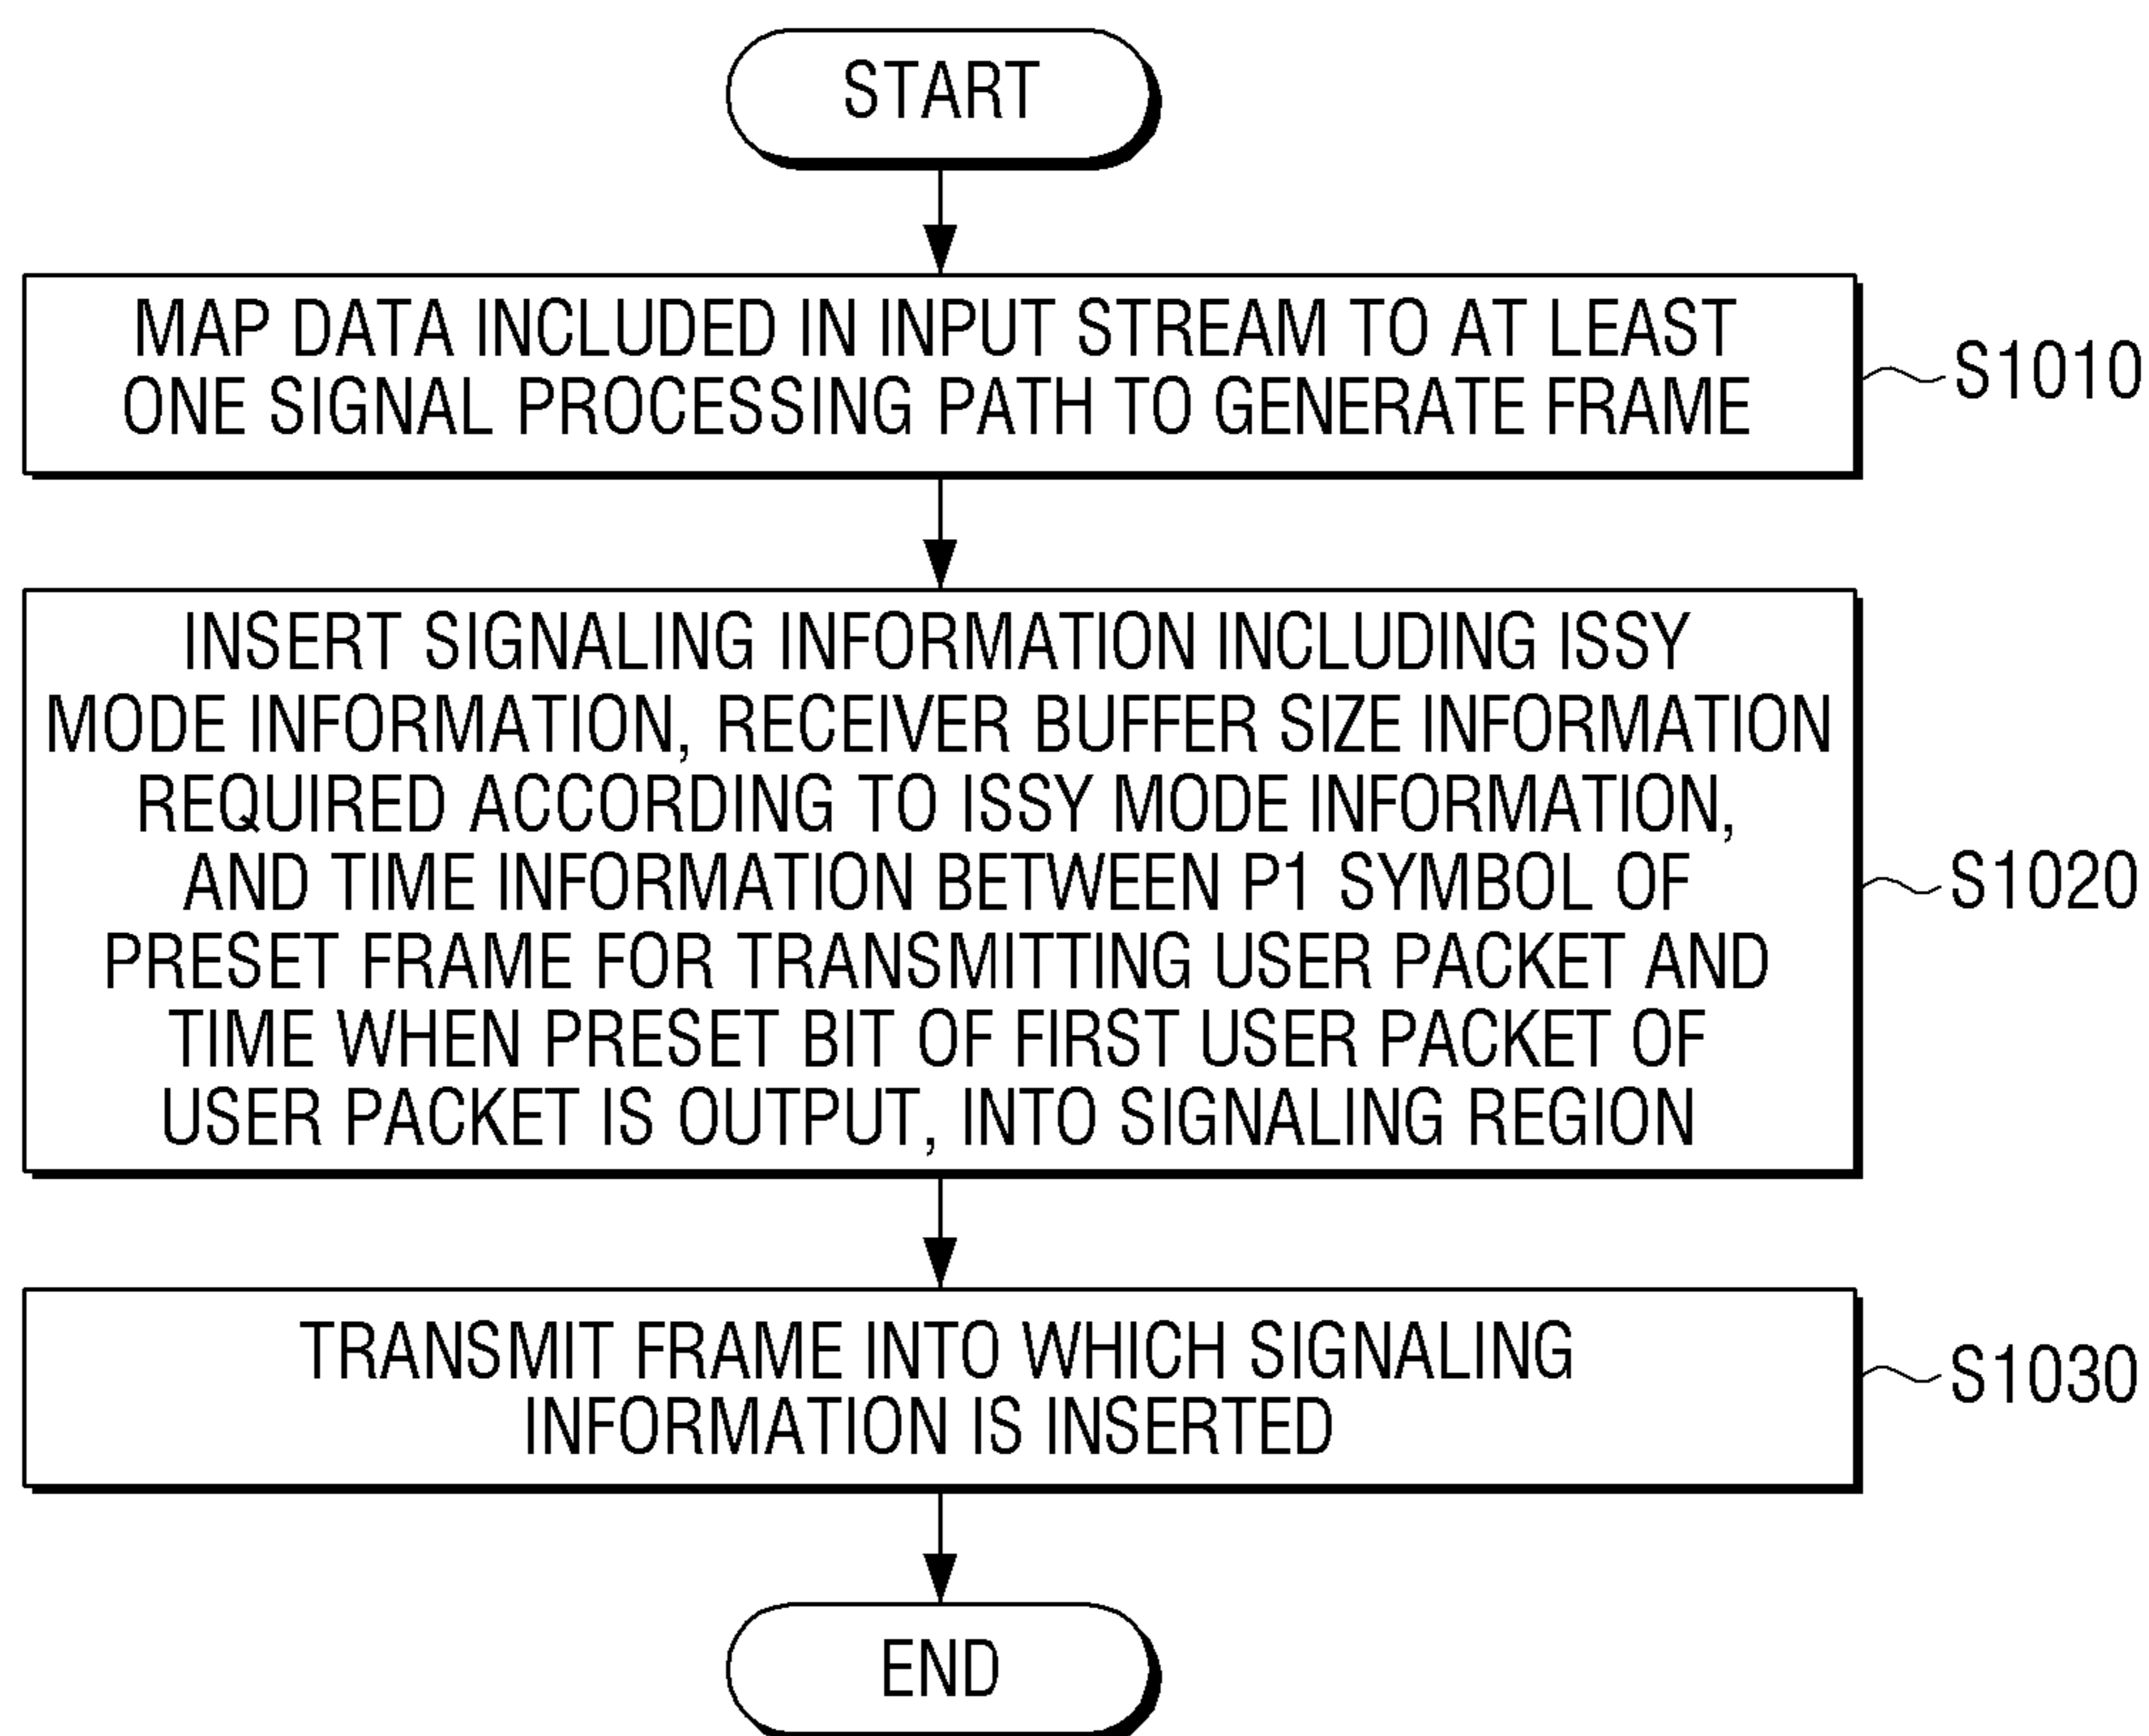 START
MAP DATA INCLUDED IN INPUT STREAM TO AT LEAST
ONE SIGNAL PROCESSING PATH TO GENERATE FRAME
S1010
INSERT SIGNALING INFORMATION INCLUDING ISSY
MODE INFORMATION, RECEIVER BUFFER SIZE INFORMATION
REQUIRED ACCORDING TO ISSY MODE INFORMATION,
AND TIME INFORMATION BETWEEN P1 SYMBOL OF
PRESET FRAME FOR TRANSMITTING USER PACKET AND
TIME WHEN PRESET BIT OF FIRST USER PACKET OF
USER PACKET IS OUTPUT, INTO SIGNALING REGION
S1020
TRANSMIT FRAME INTO WHICH SIGNALING
INFORMATION IS INSERTED
S1030
END